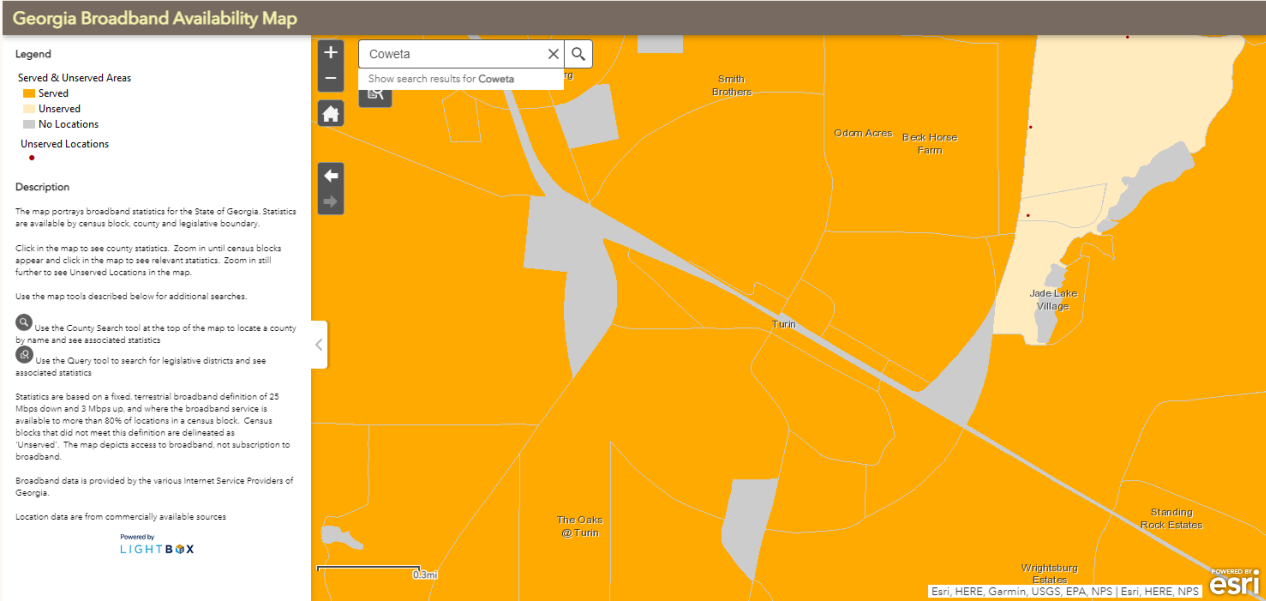 Georgia Broadband Availability Map
Legend
Served & Unserved Areas
Served
Unserved
No Locations
Unserved Locations
Description
The map portrays broadband statistics for the State of Georgia. Statistics
are available by census block, county and legislative boundary.
Click in the map to see county statistics. Zoom in until census blocks
appear and click in the map to see relevant statistics. Zoom in still
further to see Unserved Locations in the map.
Use the map tools described below for additional searches.
Use the County Search tool at the top of the map to locate a county
by name and see associated statistics
Use the Query tool to search for legislative districts and see
associated statistics
Statistics are based on a fixed, terrestrial broadband definition of 25
Mbps down and 3 Mbps up, and where the broadband service is
available to more than 80% of locations in a census block. Census
blocks that did not meet this definition are delineated as
'Unserved'. The map depicts access to broadband, not subscription to
broadband.
Broadband data is provided by the various Internet Service Providers of
Georgia.
Location data are from commercially available sources
Powered by
LIGHTBOX
Coweta
Show search results for Coweta
rg
Smith
Brothers
Odom Acres
Beck Horse
Farm
Jade Lake
Village
Turin
The Oaks
@ Turin
Standing
Rock Estates
Wrightsburg
Estates
0.3mi
Esri, HERE, Garmin, USGS, EPA, NPS | Esri, HERE, NPS
POWERED BY
esri